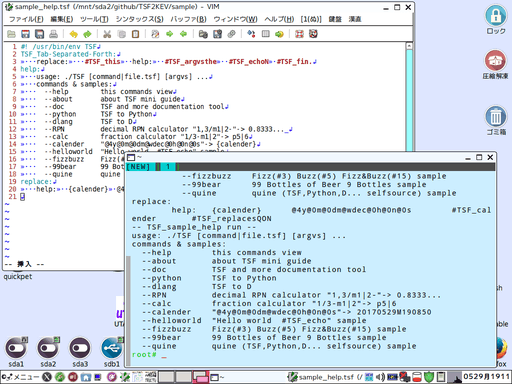 sample_help.tsf (/mnt/sda2/github/TSF2KEV/sample) - VIM
ファイル(F) 編集(E) ツール(T) シンタックス(S) バッファ(B) ウィンドウ(W) ヘルプ(H) [1(ぬ)] 鍵盤 漢直
1 #! /usr/bin/env TSF
2 TSF_Tab-Separated-Forth:
3 »···replace:»···#TSF_this»··help:»··#TSF_argvsthe»··#TSF_echoN»·#TSF_fin.
4 help:
5 »···usage: ./TSF [command|file.tsf] [argvs] ...
6 »···commands & samples:
7 »··· --help this commands view
8 »··· --about about TSF mini guide
9 »··· --doc TSF and more documentation tool
10 »··· --python TSF to Python
11 »··· --dlang TSF to D
12 »··· --RPN decimal RPN calculator "1,3/m1|2-"-> 0.8333...
13 »··· --calc fraction calculator "1/3-m1|2"-> p5|6
14 »··· --calender "@4y@0m@0dm@wdec@0h@0n@0s"-> {calender}
15 »··· --helloworld "Hello world #TSF_echo" sample
16 »··· --fizzbuzz Fizz(#
17 »··· --99bear 99 Bottl
18 »··· --quine quine (T
19 replace:
20 »···help:»··{calender}»·@4
21
-- 挿入 --
ロック
圧縮解凍
ゴミ箱
quickpet
sda1
sda2
sda3
sdb1
[NEW] 1
--fizzbuzz Fizz(#3) Buzz(#5) Fizz&Buzz(#15) sample
--99bear 99 Bottles of Beer 9 Bottles sample
--quine quine (TSF,Python,D... selfsource) sample
replace:
help: {calender} @4y@0m@0dm@wdec@0h@0n@0s #TSF_cal
ender #TSF_replacesQON
-- TSF_sample_help run --
usage: ./TSF [command|file.tsf] [argvs] ...
commands & samples:
--help this commands view
--about about TSF mini guide
--doc TSF and more documentation tool
--python TSF to Python
--dlang TSF to D
--RPN decimal RPN calculator "1,3/m1|2-"-> 0.8333...
--calc fraction calculator "1/3-m1|2"-> p5|6
--calender "@4y@0m@0dm@wdec@0h@0n@0s"-> 20170529M190850
--helloworld "Hello world #TSF_echo" sample
--fizzbuzz Fizz(#3) Buzz(#5) Fizz&Buzz(#15) sample
--99bear 99 Bottles of Beer 9 Bottles sample
--quine quine (TSF,Python,D... selfsource) sample
root# _
メニュー
sample_help.tsf (/
0529月1911